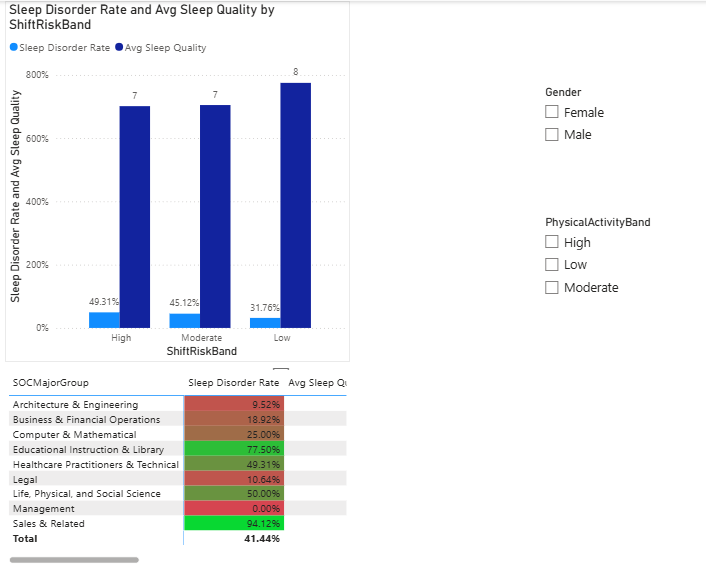 Sleep Disorder Rate and Avg Sleep Quality by
ShiftRiskBand
Sleep Disorder Rate Avg Sleep Quality
Sleep Disorder Rate and Avg Sleep Quality
800%
600%
400%
200%
0%
7
7
8
49.31%
45.12%
31.76%
High Moderate Low
ShiftRiskBand
Gender
Female
Male
PhysicalActivityBand
High
Low
Moderate
SOCMajorGroup Sleep Disorder Rate Avg Sleep Qu
Architecture & Engineering 9.52%
Business & Financial Operations 18.92%
Computer & Mathematical 25.00%
Educational Instruction & Library 77.50%
Healthcare Practitioners & Technical 49.31%
Legal 10.64%
Life, Physical, and Social Science 50.00%
Management 0.00%
Sales & Related 94.12%
Total 41.44%